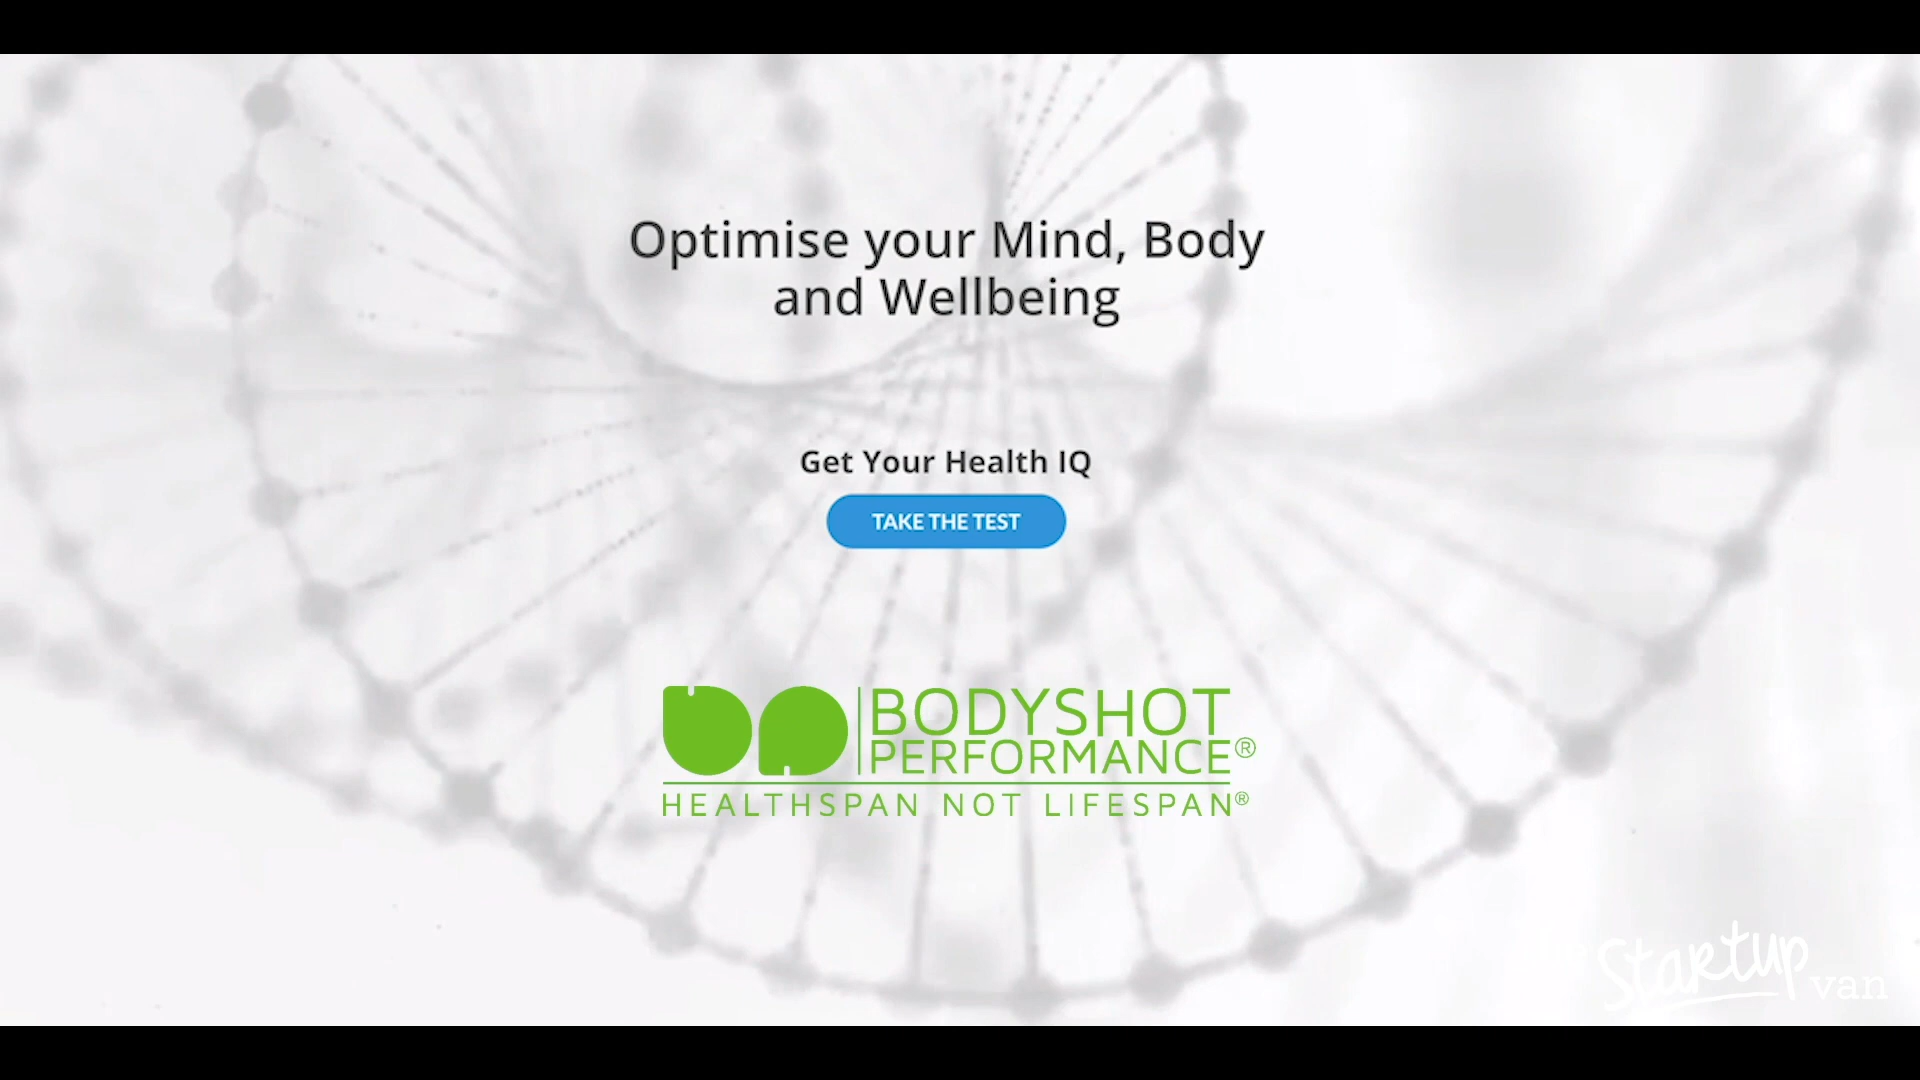 Optimise your Mind, Body
and Wellbeing
Get Your Health IQ
TAKE THE TEST
BODYSHOT
PERFORMANCE®
HEALTHSPAN NOT LIFESPAN®
Startup van